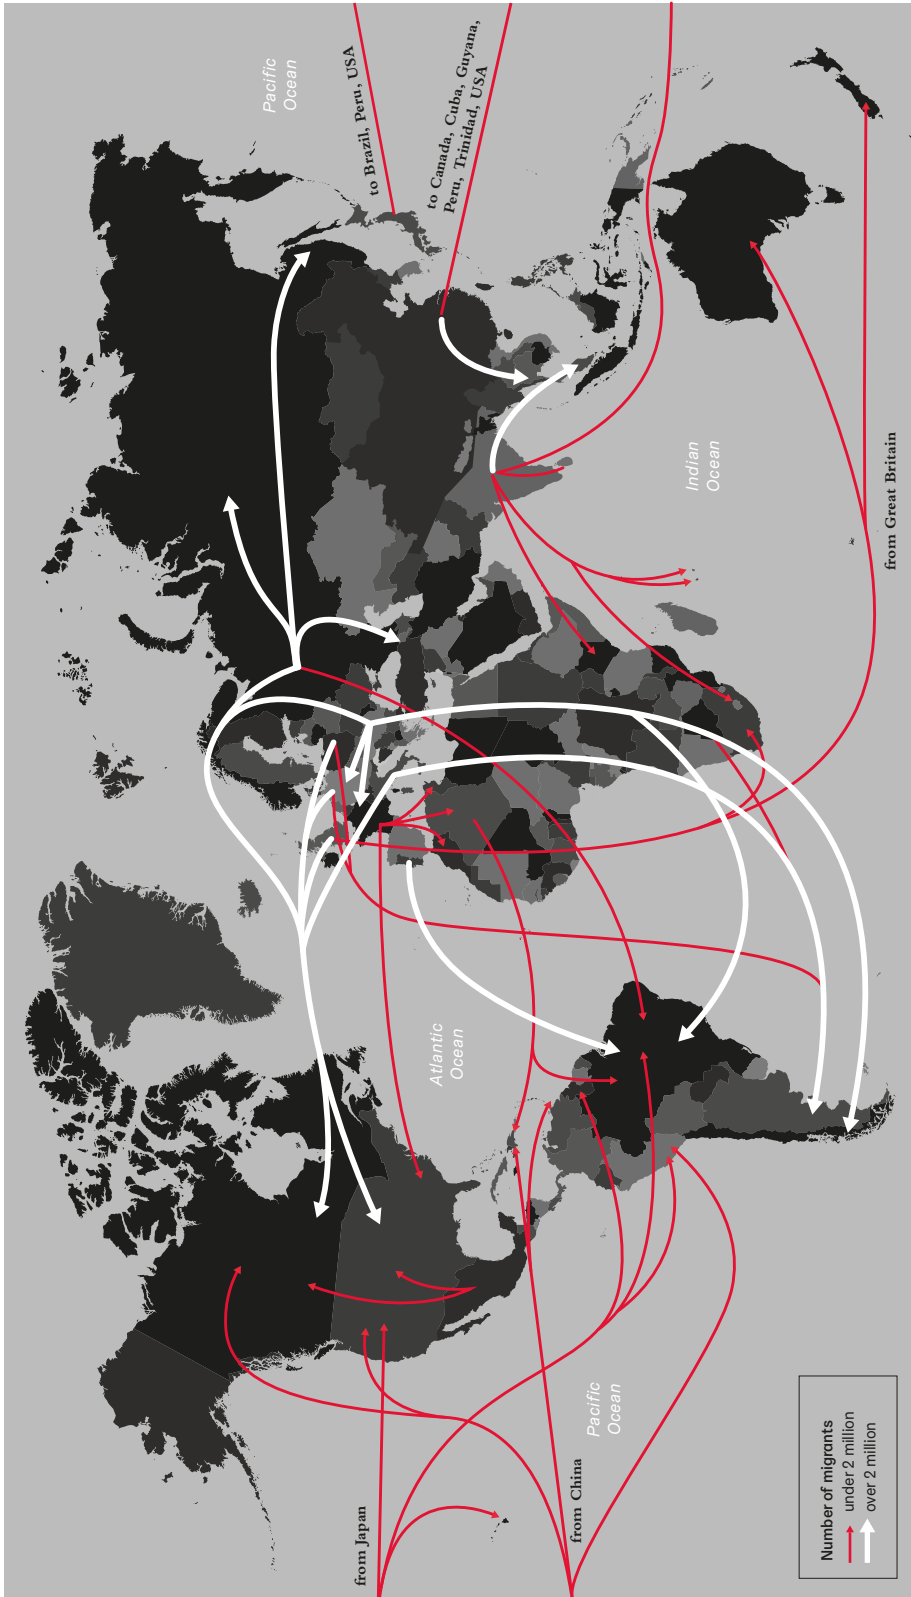 Pacific
Ocean
to Brazil, Peru, USA
to Canada, Cuba, Guyana,
Peru, Trinidad, USA
Indian
Ocean
from Great Britain
Atlantic
Ocean
Pacific
Ocean
from Japan
from China
Number of migrants
under 2 million
over 2 million